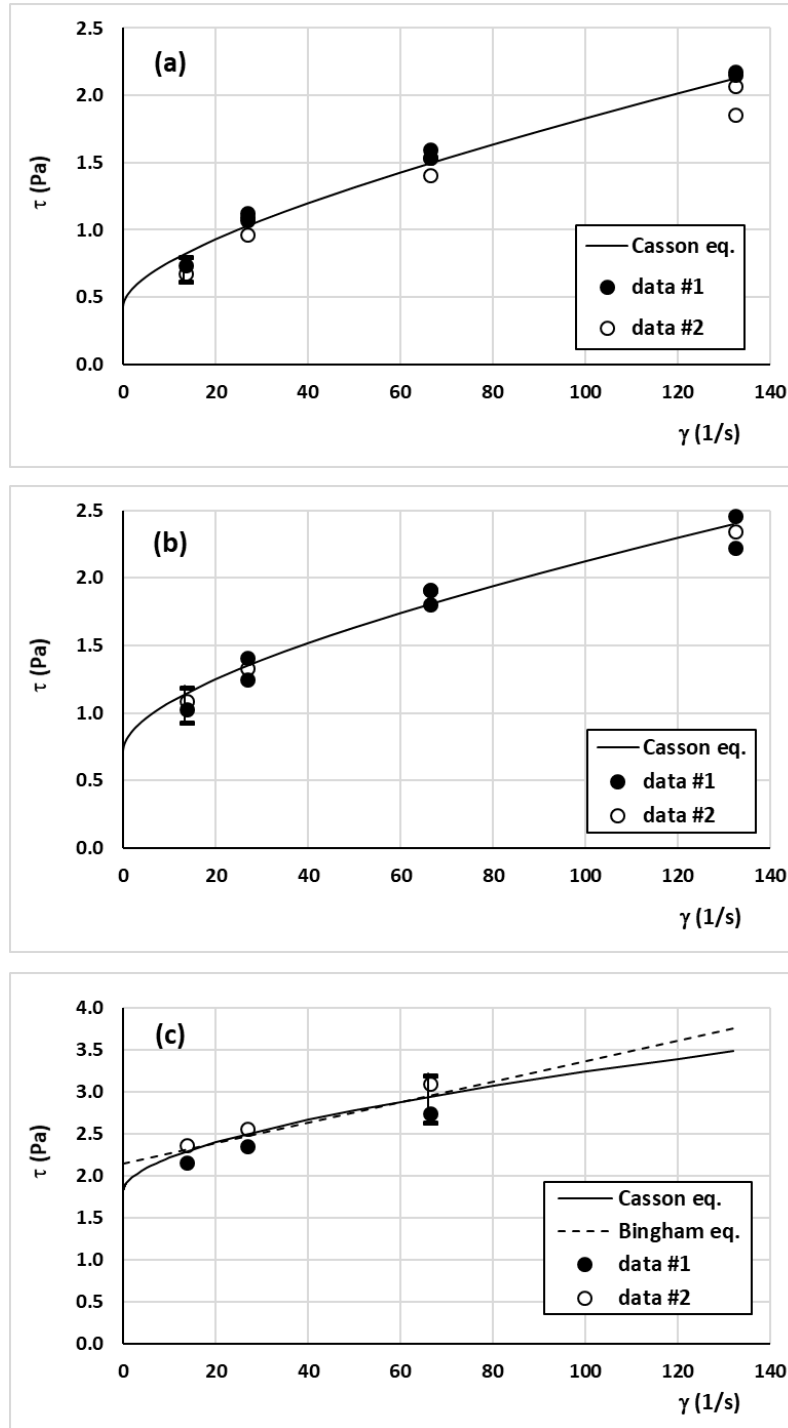 2.5
(a)
2.0
τ (Pa)
1.5
1.0
Casson eq.
data #1
0.5
data #2
0.0
0 20 40 60 80 100 120 140
γ (1/s)
2.5
(b)
2.0
τ (Pa)
1.5
1.0
Casson eq.
0.5
data #1
data #2
0.0
0 20 40 60 80 100 120 140
γ (1/s)
4.0
(c)
3.5
3.0
τ (Pa)
2.5
2.0
1.5
Casson eq.
Bingham eq.
1.0
data #1
0.5
data #2
0.0
0 20 40 60 80 100 120 140
γ (1/s)